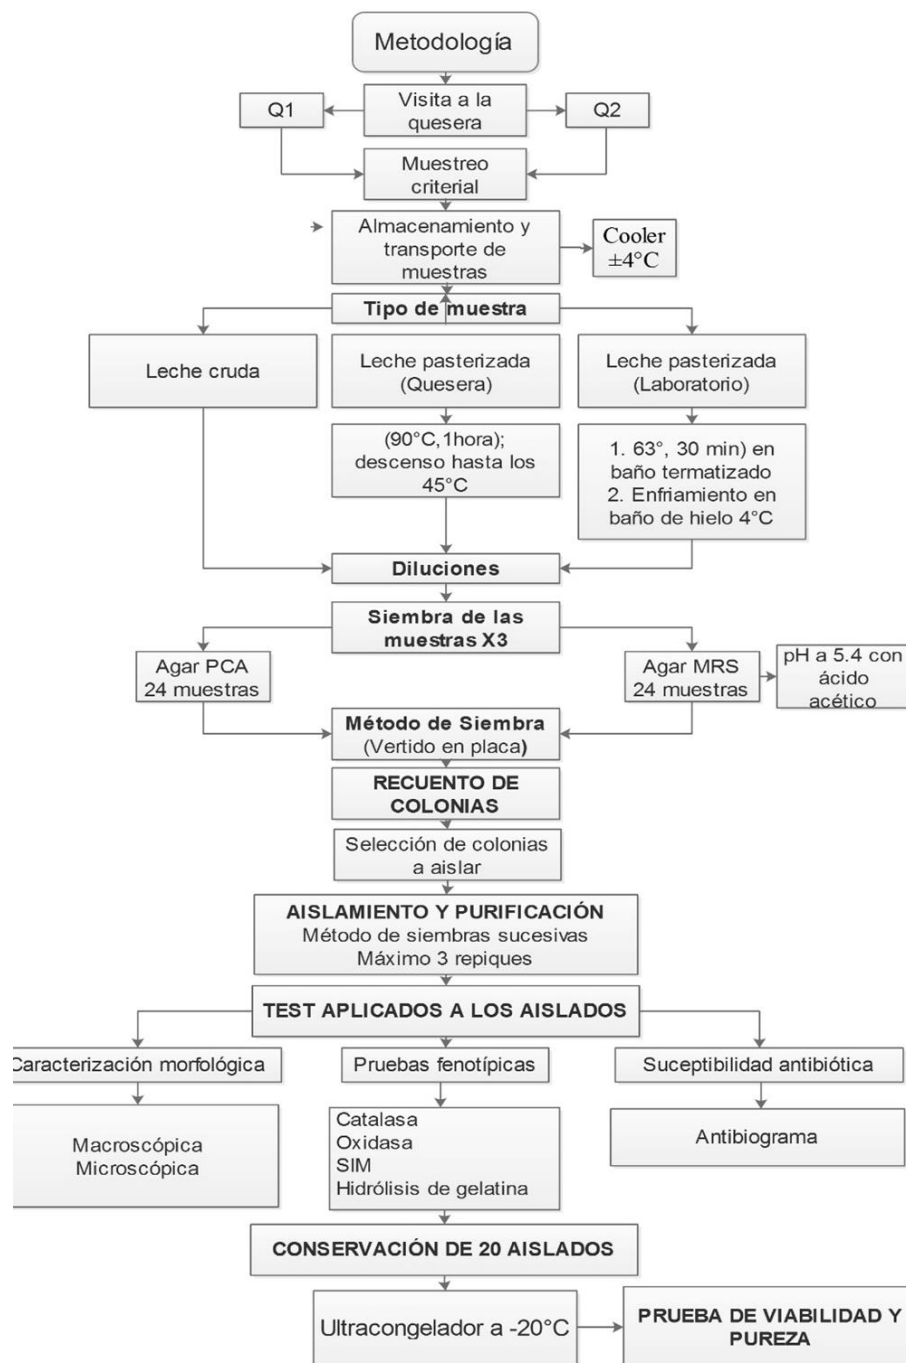 Metodología
Q1
Visita a la
quesera
Q2
Muestreo
criterial
Almacenamiento y
transporte de
muestras
Cooler
±4°C
Tipo de muestra
Leche cruda
Leche pasterizada
(Quesera)
Leche pasterizada
(Laboratorio)
(90°C,1hora);
descenso hasta los
45°C
1. 63°, 30 min) en
baño termatizado
2. Enfriamiento en
baño de hielo 4°C
Diluciones
Siembra de las
muestras X3
Agar PCA
24 muestras
Agar MRS
24 muestras
pH a 5.4 con
ácido
acético
Método de Siembra
(Vertido en placa)
RECUENTO DE
COLONIAS
Selección de colonias
a aislar
AISLAMIENTO Y PURIFICACIÓN
Método de siembras sucesivas
Máximo 3 repiques
TEST APLICADOS A LOS AISLADOS
Caracterización morfológica
Pruebas fenotípicas
Suceptibilidad antibiótica
Macroscópica
Microscópica
Catalasa
Oxidasa
SIM
Hidrólisis de gelatina
Antibiograma
CONSERVACIÓN DE 20 AISLADOS
Ultracongelador a -20°C
PRUEBA DE VIABILIDAD Y
PUREZA